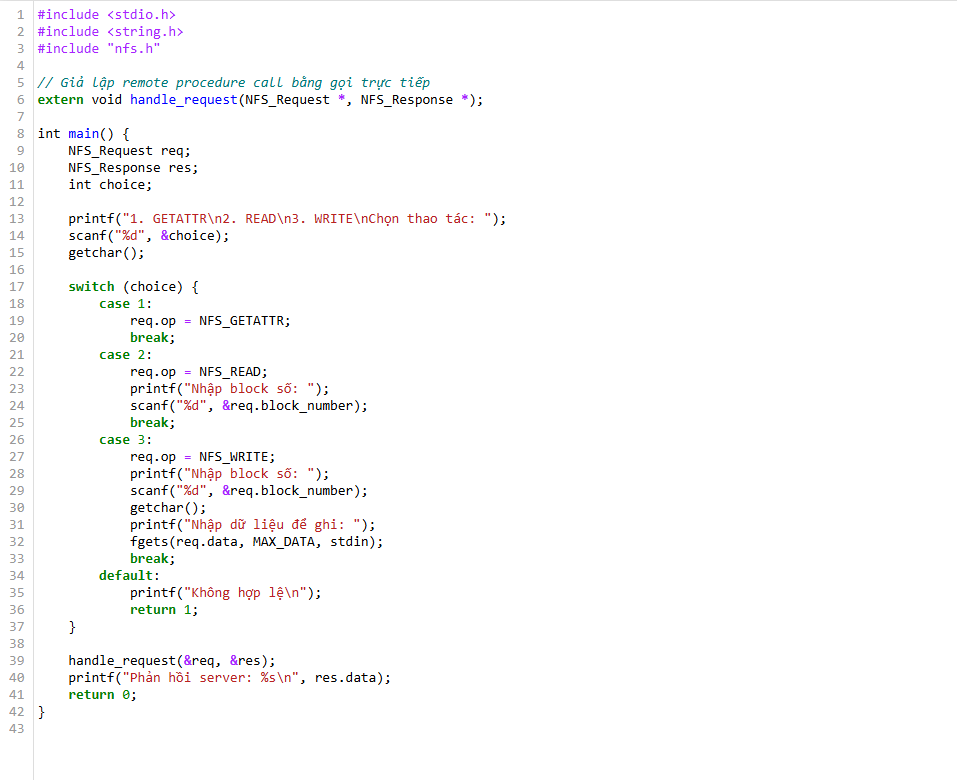 1 #include <stdio.h>
2 #include <string.h>
3 #include "nfs.h"
4
5 // Giả lập remote procedure call bằng gọi trực tiếp
6 extern void handle_request(NFS_Request *, NFS_Response *);
7
8 int main() {
9     NFS_Request req;
10     NFS_Response res;
11     int choice;
12
13     printf("1. GETATTR\n2. READ\n3. WRITE\nChọn thao tác: ");
14     scanf("%d", &choice);
15     getchar();
16
17     switch (choice) {
18         case 1:
19             req.op = NFS_GETATTR;
20             break;
21         case 2:
22             req.op = NFS_READ;
23             printf("Nhập block số: ");
24             scanf("%d", &req.block_number);
25             break;
26         case 3:
27             req.op = NFS_WRITE;
28             printf("Nhập block số: ");
29             scanf("%d", &req.block_number);
30             getchar();
31             printf("Nhập dữ liệu để ghi: ");
32             fgets(req.data, MAX_DATA, stdin);
33             break;
34         default:
35             printf("Không hợp lệ\n");
36             return 1;
37     }
38
39     handle_request(&req, &res);
40     printf("Phản hồi server: %s\n", res.data);
41     return 0;
42 }
43